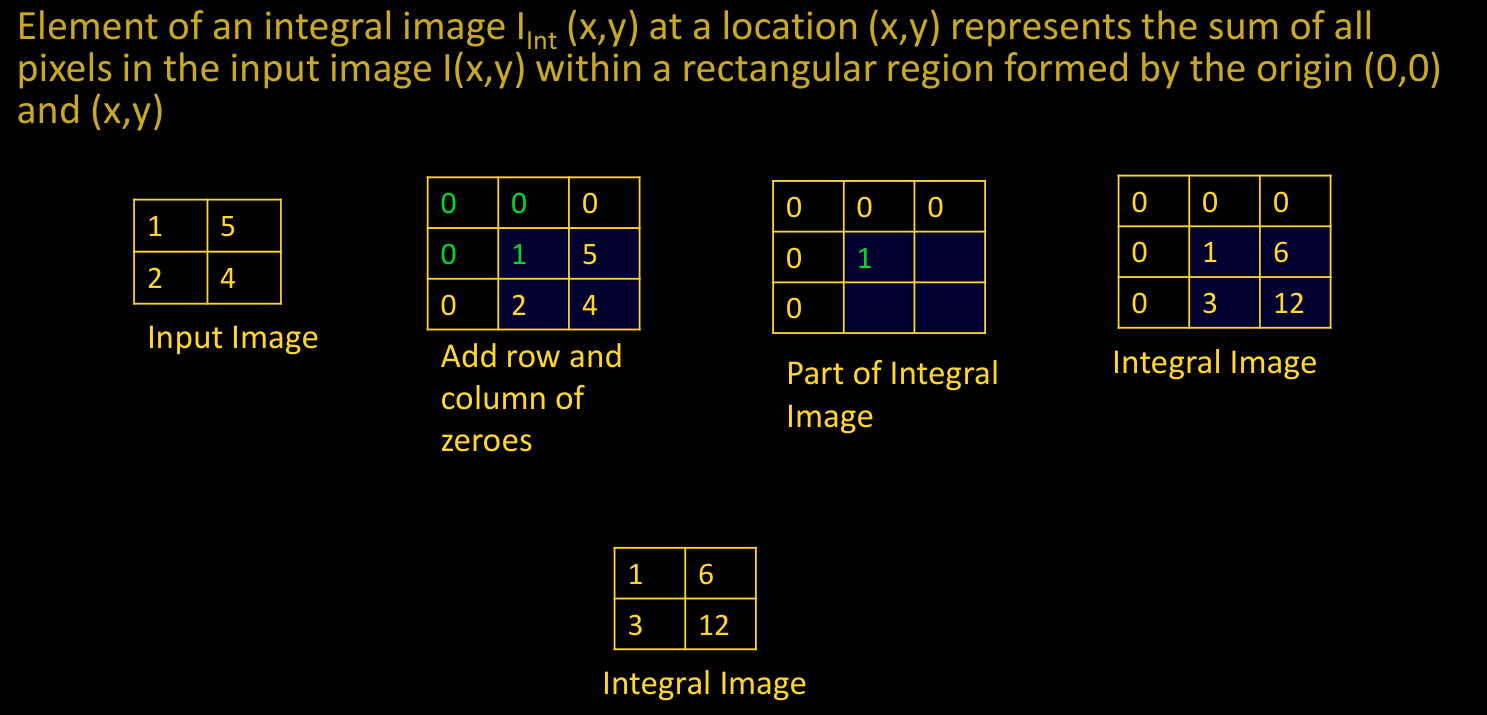 Element of an integral image IInt (x,y) at a location (x,y) represents the sum of all
pixels in the input image I(x,y) within a rectangular region formed by the origin (0,0)
and (x,y)
1 5
2 4
Input Image
0 0 0
0 1 5
0 2 4
Add row and
column of
zeroes
0 0 0
0 1
0
Part of Integral
Image
0 0 0
0 1 6
0 3 12
Integral Image
1 6
3 12
Integral Image